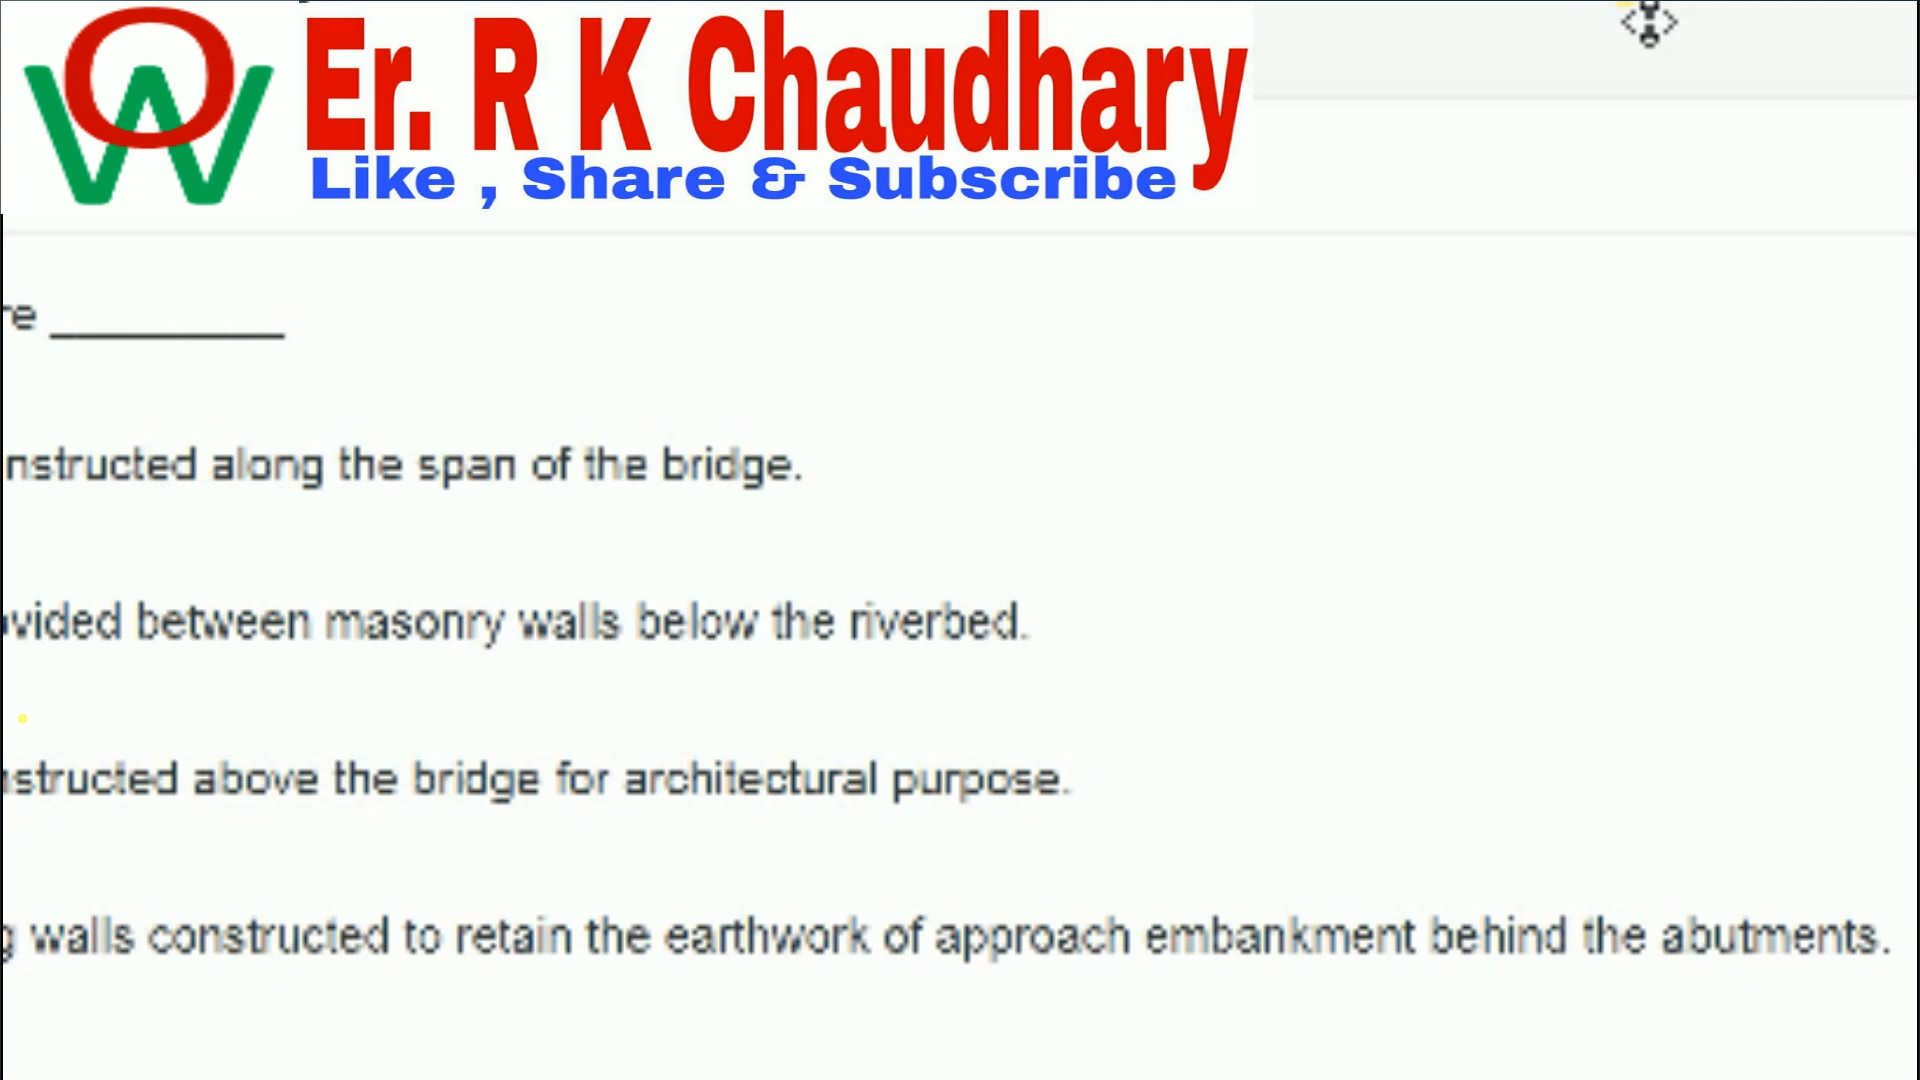 OW
Er. R K Chaudhary
Like , Share & Subscribe
re __________
nstructed along the span of the bridge.
vided between masonry walls below the riverbed.
structed above the bridge for architectural purpose.
g walls constructed to retain the earthwork of approach embankment behind the abutments.